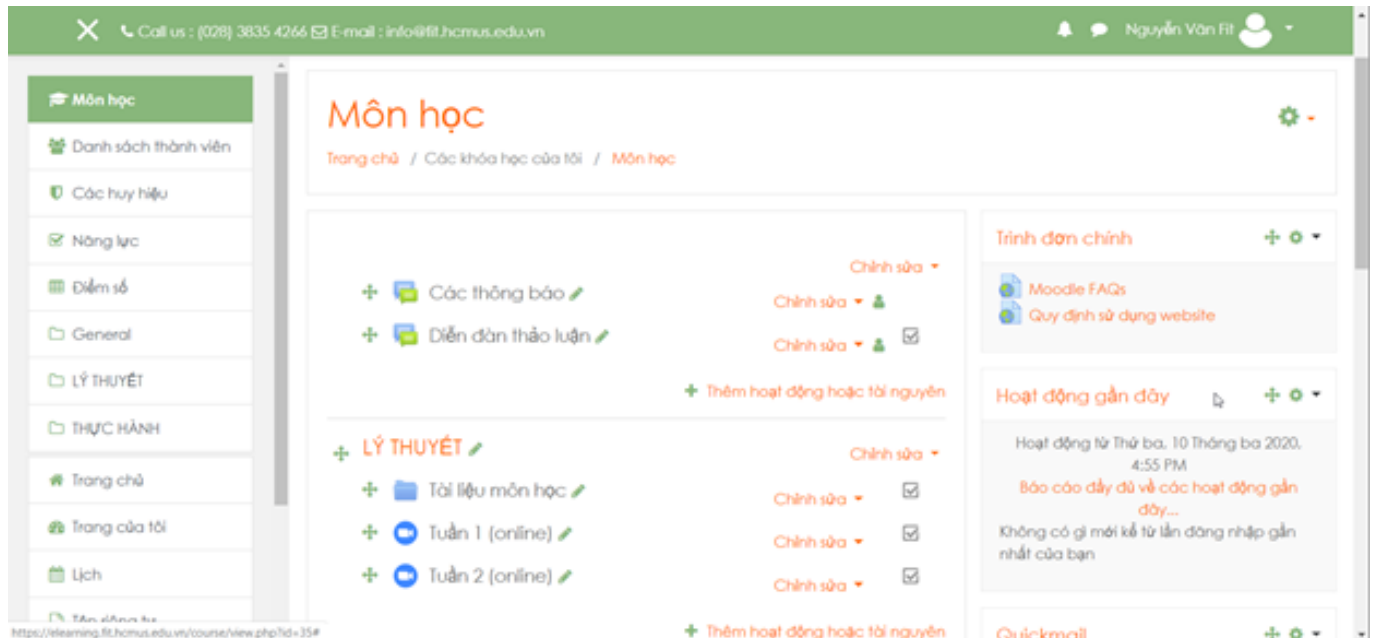 Call us : (028) 3835 4266 E-mail : info@fit.hcmus.edu.vn
Nguyễn Văn Fit
Môn học
Danh sách thành viên
Các huy hiệu
Năng lực
Điểm số
General
LÝ THUYẾT
THỰC HÀNH
Trang chủ
Trang của tôi
Lịch
Môn học
Trang chủ / Các khóa học của tôi / Môn học
Chỉnh sửa
Các thông báo
Chỉnh sửa
Diễn đàn thảo luận
Chỉnh sửa
Thêm hoạt động hoặc tài nguyên
LÝ THUYẾT
Chỉnh sửa
Tài liệu môn học
Chỉnh sửa
Tuần 1 (online)
Chỉnh sửa
Tuần 2 (online)
Chỉnh sửa
Thêm hoạt động hoặc tài nguyên
Trình đơn chính
Moodle FAQs
Quy định sử dụng website
Hoạt động gần đây
Hoạt động từ Thứ ba, 10 Tháng ba 2020,
4:55 PM
Báo cáo đầy đủ về các hoạt động gần
đây...
Không có gì mới kể từ lần đăng nhập gần
nhất của bạn
Quickmail
https://elearning.fit.hcmus.edu.vn/course/view.php?id=35#